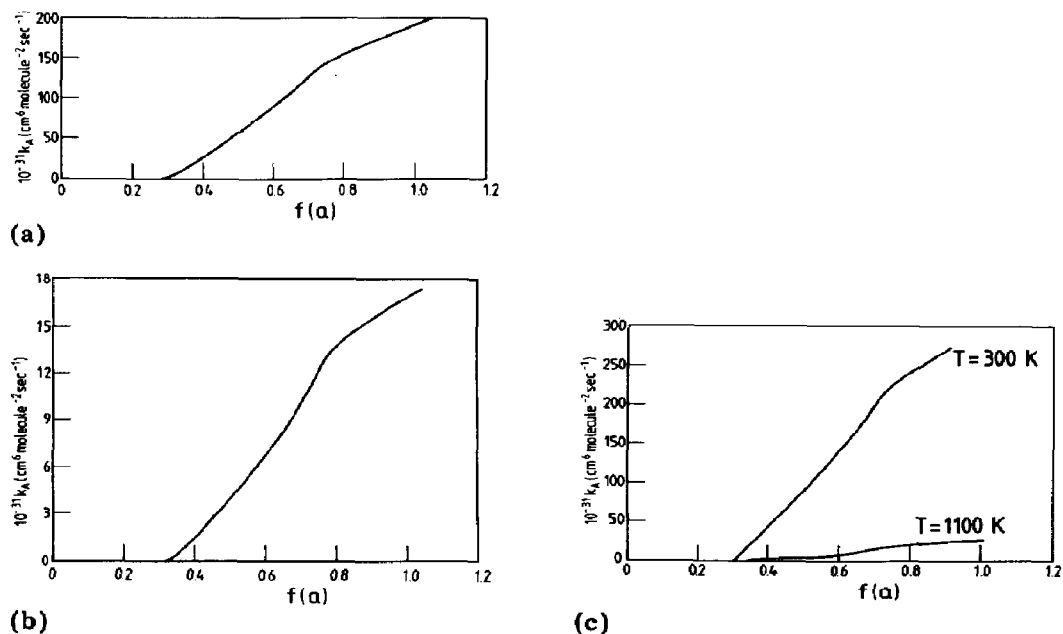 200
150
100
50
0
10⁻³¹ k_A (cm⁶ molecule⁻² sec⁻¹)
0 0.2 0.4 0.6 0.8 1.0 1.2
f(a)
(a)
18
15
12
9
6
3
0
10⁻³¹ k_A (cm⁶ molecule⁻² sec⁻¹)
0 0.2 0.4 0.6 0.8 1.0 1.2
f(a)
(b)
300
250
200
150
100
50
0
10⁻³¹ k_A (cm⁶ molecule⁻² sec⁻¹)
T = 300 K
T = 1100 K
0 0.2 0.4 0.6 0.8 1.0 1.2
f(a)
(c)